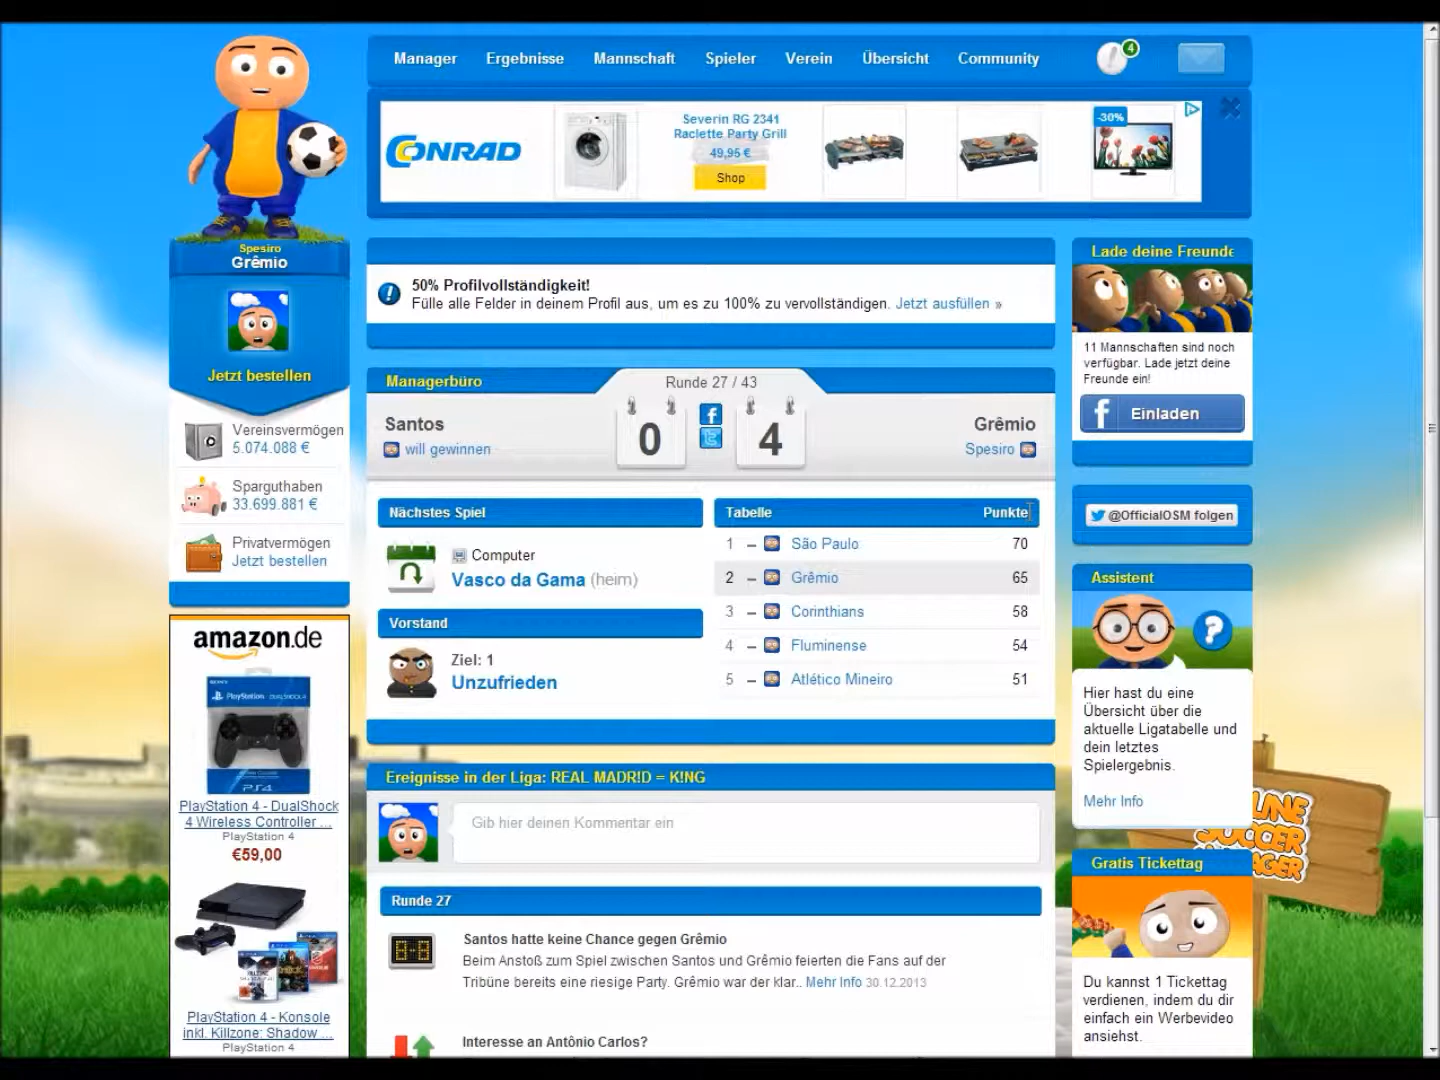 Manager
Ergebnisse
Mannschaft
Spieler
Verein
Übersicht
Community
4
CONRAD
Severin RG 2341
Raclette Party Grill
49,95 €
Shop
-30%
Spesiro
Grêmio
Jetzt bestellen
Vereinsvermögen
5.074.088 €
Sparguthaben
33.699.881 €
Privatvermögen
Jetzt bestellen
amazon.de
SONY
PlayStation DUALSHOCK 4
PS4
PlayStation 4 - DualShock
4 Wireless Controller ...
PlayStation 4
€59,00
PlayStation 4 - Konsole
inkl. Killzone: Shadow ...
PlayStation 4
50% Profilvollständigkeit!
Fülle alle Felder in deinem Profil aus, um es zu 100% zu vervollständigen. Jetzt ausfüllen »
Managerbüro
Runde 27 / 43
Santos
will gewinnen
0
4
Grêmio
Spesiro
Nächstes Spiel
Computer
Vasco da Gama (heim)
Vorstand
Ziel: 1
Unzufrieden
Tabelle Punkte
1 – São Paulo 70
2 – Grêmio 65
3 – Corinthians 58
4 – Fluminense 54
5 – Atlético Mineiro 51
Ereignisse in der Liga: REAL MADR!D = K!NG
Gib hier deinen Kommentar ein
Runde 27
Santos hatte keine Chance gegen Grêmio
Beim Anstoß zum Spiel zwischen Santos und Grêmio feierten die Fans auf der
Tribüne bereits eine riesige Party. Grêmio war der klar.. Mehr Info 30.12.2013
Interesse an Antônio Carlos?
Lade deine Freunde
11 Mannschaften sind noch
verfügbar. Lade jetzt deine
Freunde ein!
Einladen
@OfficialOSM folgen
Assistent
Hier hast du eine
Übersicht über die
aktuelle Ligatabelle und
dein letztes
Spielergebnis.
Mehr Info
Gratis Tickettag
Du kannst 1 Tickettag
verdienen, indem du dir
einfach ein Werbevideo
ansiehst.